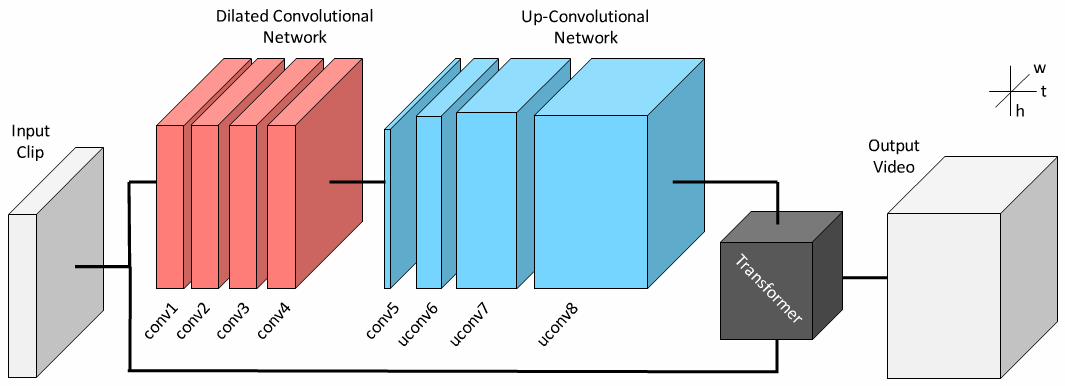 Dilated Convolutional
Network
Up-Convolutional
Network
w
t
h
Input
Clip
Output
Video
Transformer
conv1
conv2
conv3
conv4
conv5
uconv6
uconv7
uconv8